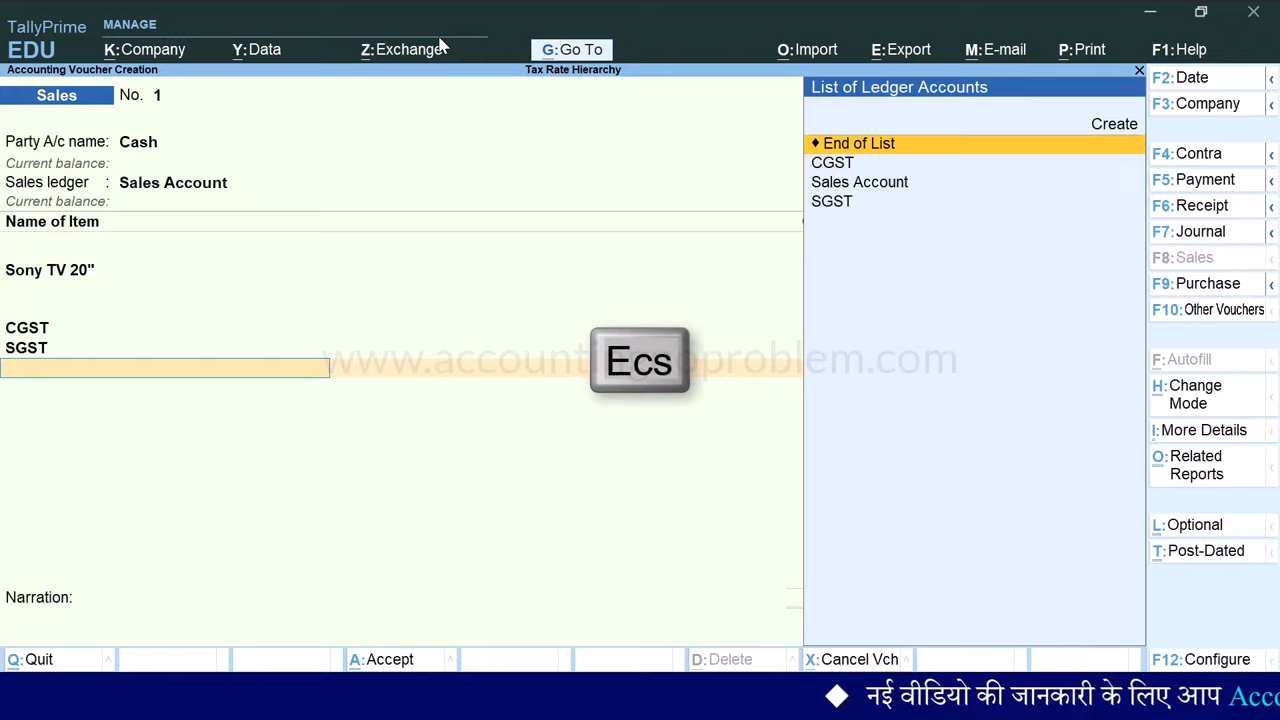 TallyPrime
EDU
MANAGE
K:Company
Y:Data
Z:Exchange
G:Go To
O:Import
E:Export
M:E-mail
P:Print
F1:Help
Accounting Voucher Creation
Tax Rate Hierarchy
Sales No. 1
Party A/c name: Cash
Current balance:
Sales ledger : Sales Account
Current balance:
Name of Item
Sony TV 20"
CGST
SGST
Narration:
List of Ledger Accounts
Create
♦ End of List
CGST
Sales Account
SGST
Ecs
F2:Date
F3:Company
F4:Contra
F5:Payment
F6:Receipt
F7:Journal
F8:Sales
F9:Purchase
F10:Other Vouchers
F:Autofill
H:Change
Mode
I:More Details
O:Related
Reports
L:Optional
T:Post-Dated
Q:Quit
A:Accept
D:Delete
X:Cancel Vch
F12:Configure
नई वीडियो की जानकारी के लिए आप